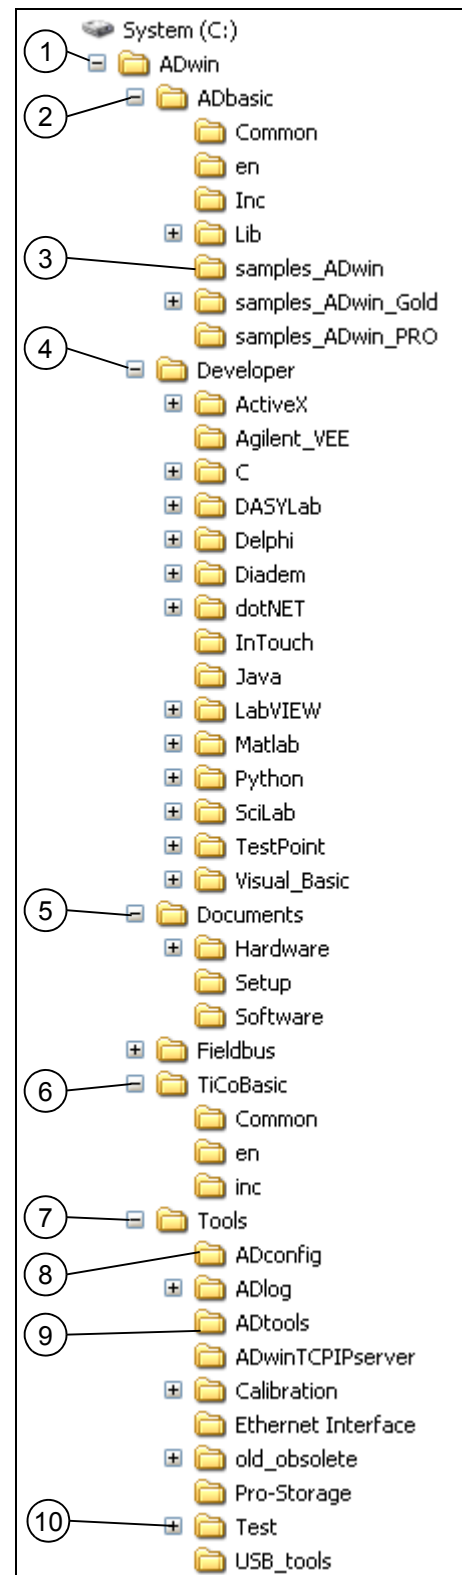 System (C:)
1 ADwin
2 ADbasic
Common
en
Inc
Lib
3 samples_ADwin
samples_ADwin_Gold
samples_ADwin_PRO
4 Developer
ActiveX
Agilent_VEE
C
DASYLab
Delphi
Diadem
dotNET
InTouch
Java
LabVIEW
Matlab
Python
SciLab
TestPoint
Visual_Basic
5 Documents
Hardware
Setup
Software
Fieldbus
6 TiCoBasic
Common
en
inc
7 Tools
8 ADconfig
ADlog
9 ADtools
ADwinTCPIPserver
Calibration
Ethernet Interface
old_obsolete
Pro-Storage
10 Test
USB_tools